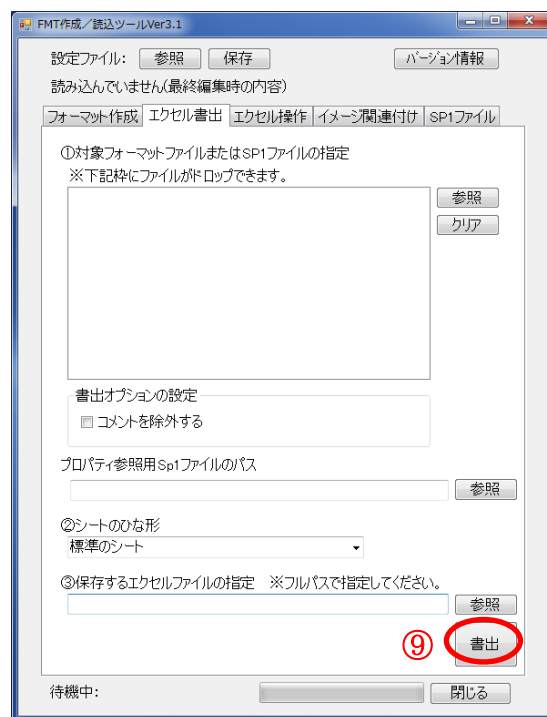 FMT作成／読込ツールVer3.1
設定ファイル： 参照 保存 バージョン情報
読み込んでいません(最終編集時の内容)
フォーマット作成 エクセル書出 エクセル操作 イメージ関連付け SP1ファイル
①対象フォーマットファイルまたはSP1ファイルの指定
※下記枠にファイルがドロップできます。
参照
クリア
書出オプションの設定
コメントを除外する
プロパティ参照用Sp1ファイルのパス
参照
②シートのひな形
標準のシート
③保存するエクセルファイルの指定 ※フルパスで指定してください。
参照
⑨ 書出
待機中： 閉じる